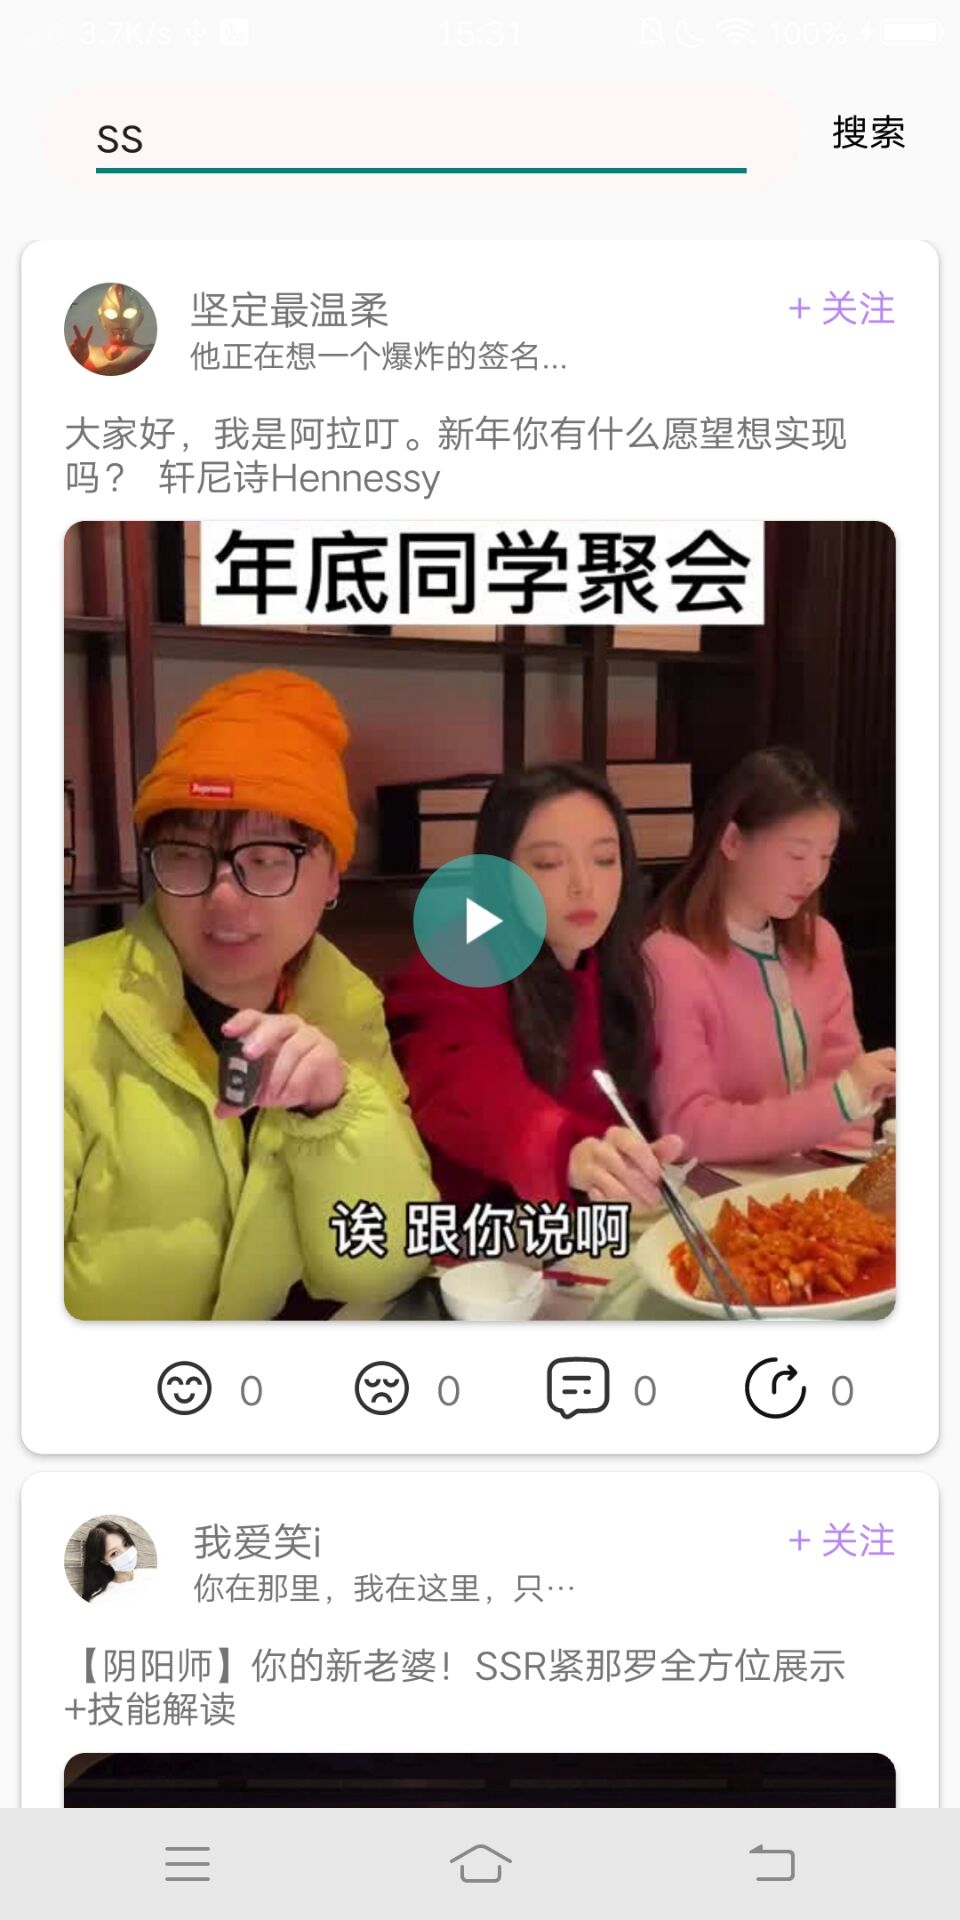 3.7K/s 15:31 100%
SS 搜索
坚定最温柔 + 关注
他正在想一个爆炸的签名...
大家好，我是阿拉叮。新年你有什么愿望想实现
吗？ 轩尼诗Hennessy
年底同学聚会
Supreme
诶 跟你说啊
0 0 0 0
我爱笑i + 关注
你在那里，我在这里，只…
【阴阳师】你的新老婆！SSR紧那罗全方位展示
+技能解读